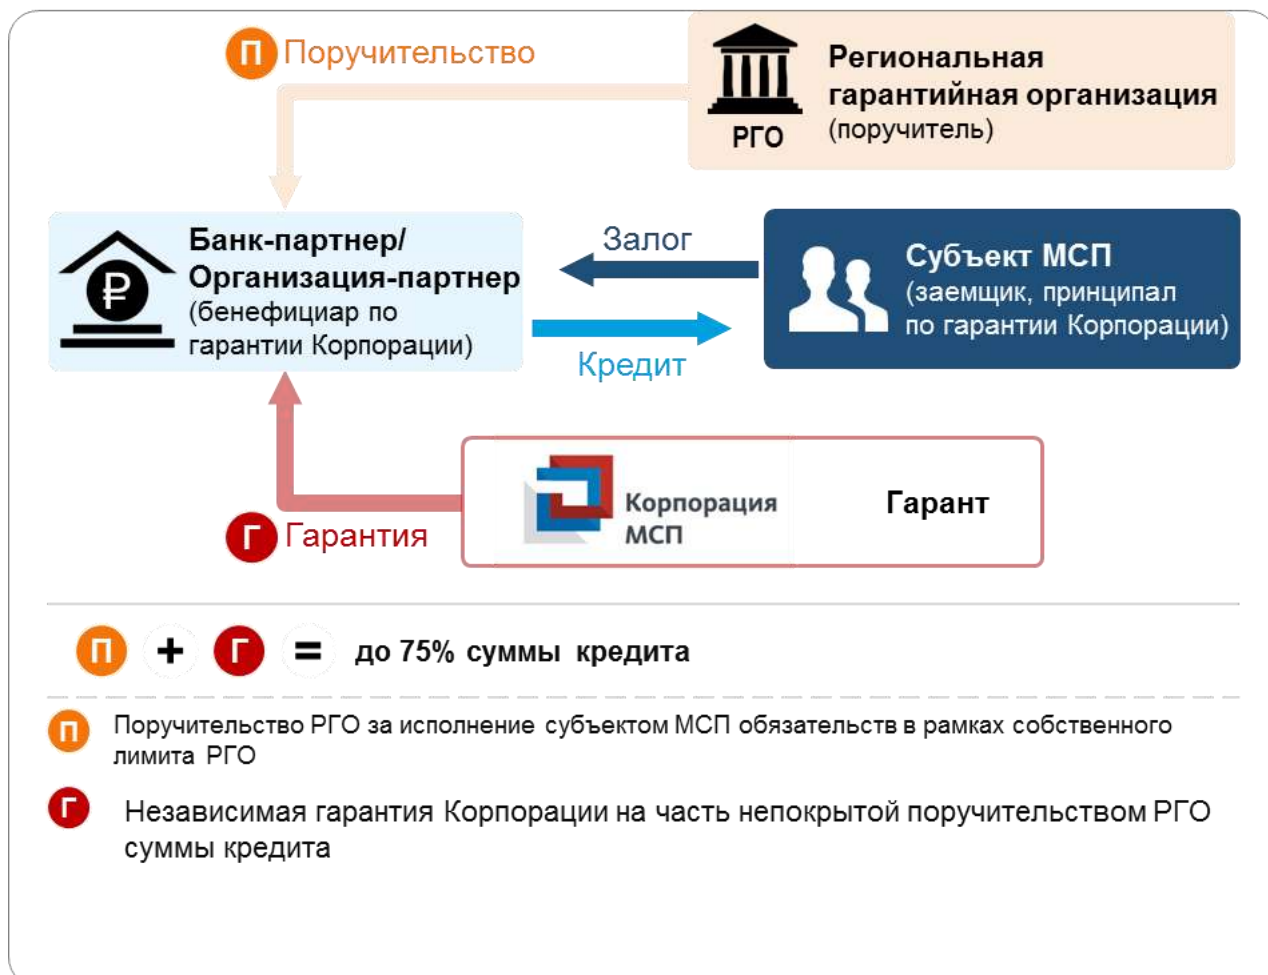 П Поручительство
Региональная
гарантийная организация
(поручитель)
РГО
Банк-партнер/
Организация-партнер
(бенефициар по
гарантии Корпорации)
₽
Залог
Кредит
Субъект МСП
(заемщик, принципал
по гарантии Корпорации)
Корпорация
МСП
Гарант
Г Гарантия
П + Г = до 75% суммы кредита
П Поручительство РГО за исполнение субъектом МСП обязательств в рамках собственного
лимита РГО
Г Независимая гарантия Корпорации на часть непокрытой поручительством РГО
суммы кредита